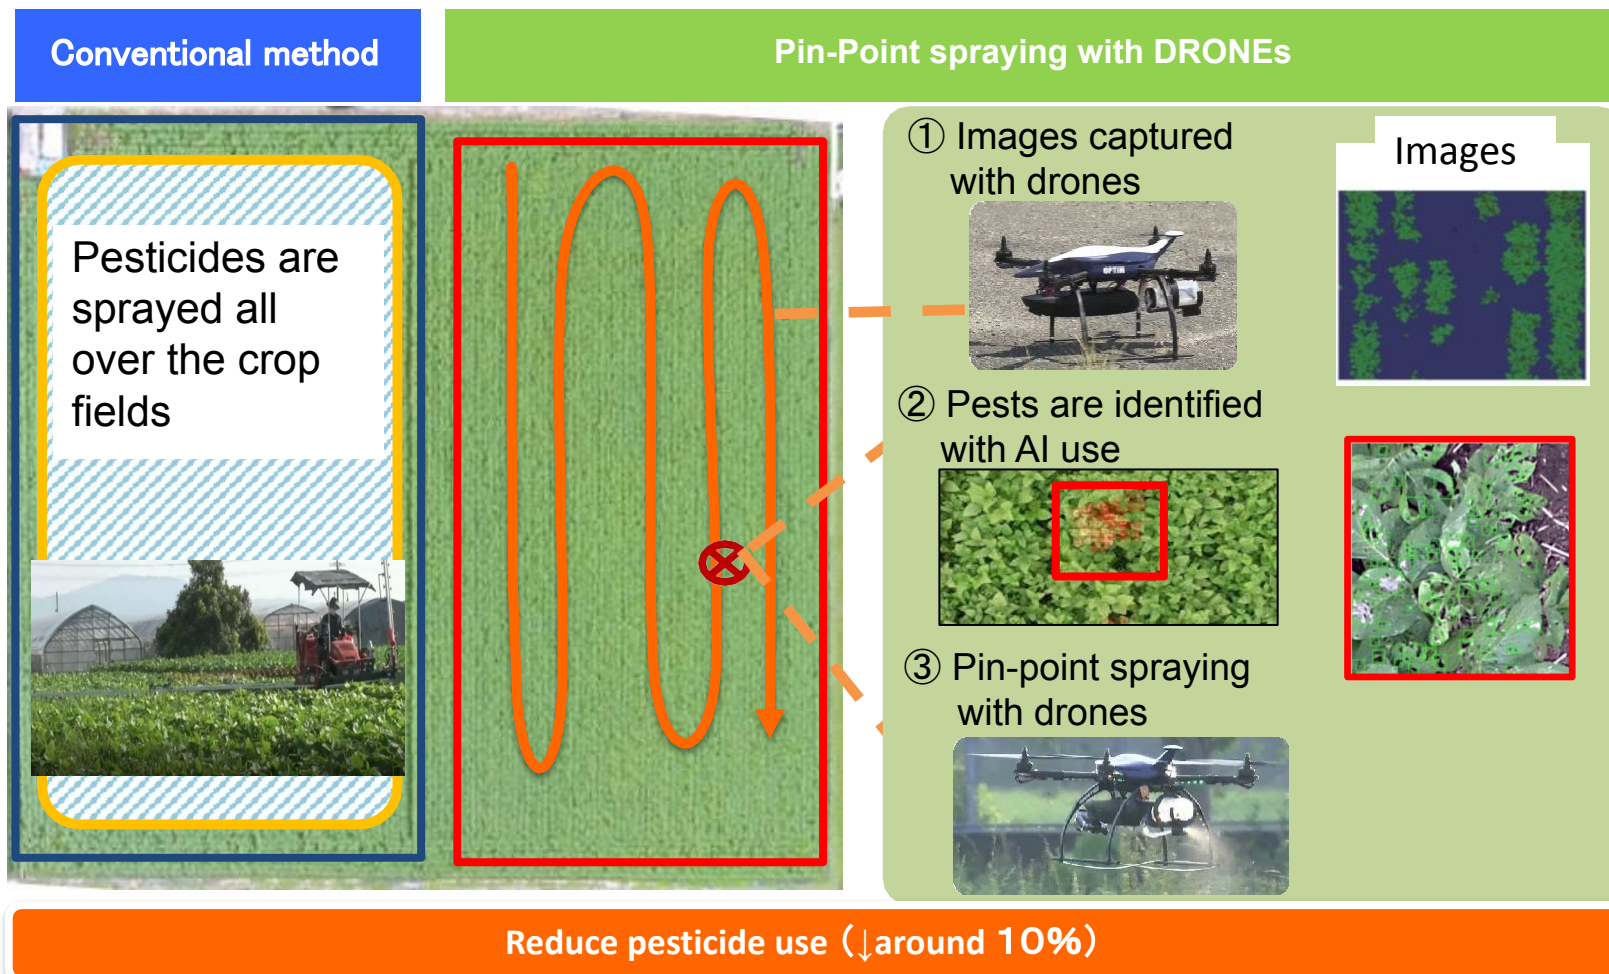 Conventional method
Pin-Point spraying with DRONEs
Pesticides are
sprayed all
over the crop
fields
① Images captured
with drones
OPTiM
Images
② Pests are identified
with AI use
③ Pin-point spraying
with drones
Reduce pesticide use (↓around 10%)